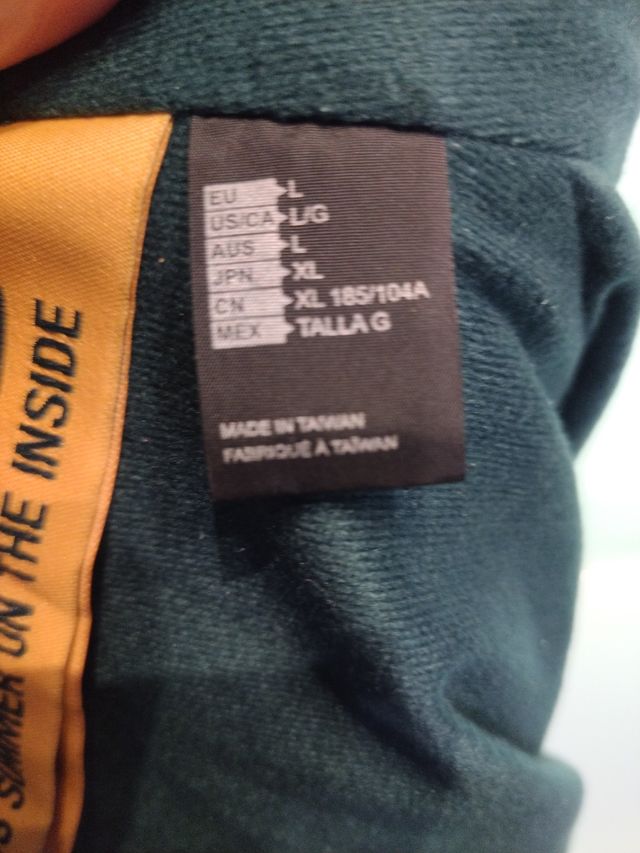 EU L
US/CA L/G
AUS L
JPN XL
CN XL 185/104A
MEX TALLA G
MADE IN TAIWAN
FABRIQUÉ À TAÏWAN
SUMMER ON THE INSIDE